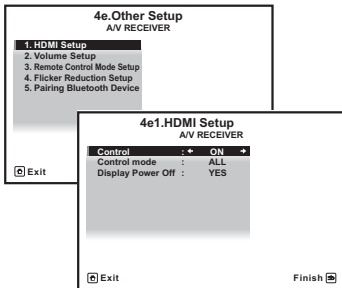 4e.Other Setup
A/V RECEIVER
1. HDMI Setup
2. Volume Setup
3. Remote Control Mode Setup
4. Flicker Reduction Setup
5. Pairing Bluetooth Device
Exit
4e1.HDMI Setup
A/V RECEIVER
Control : ON
Control mode : ALL
Display Power Off : YES
Exit
Finish